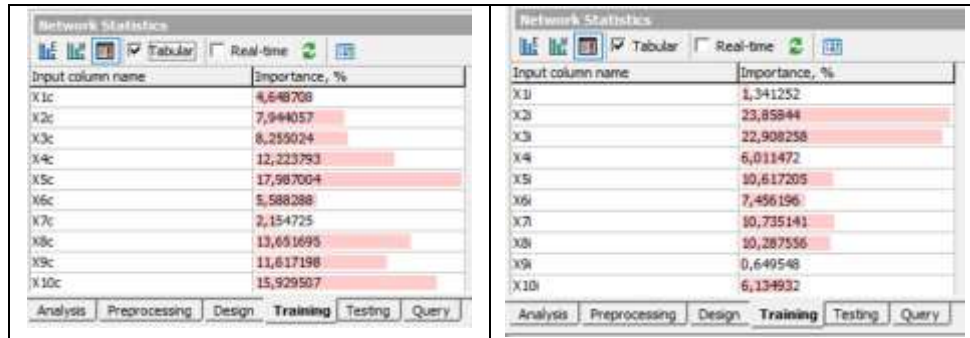 Network Statistics
Tabular Real-time
Input column name Importance, %
X1c 4,648708
X2c 7,944057
X3c 8,255024
X4c 12,223793
X5c 17,987004
X6c 5,588288
X7c 2,154725
X8c 13,651695
X9c 11,617198
X10c 15,929507
Analysis Preprocessing Design Training Testing Query
Network Statistics
Tabular Real-time
Input column name Importance, %
X1i 1,341252
X2i 23,85844
X3i 22,908258
X4i 6,011472
X5i 10,617205
X6i 7,456196
X7i 10,735141
X8i 10,287556
X9i 0,649548
X10i 6,134932
Analysis Preprocessing Design Training Testing Query